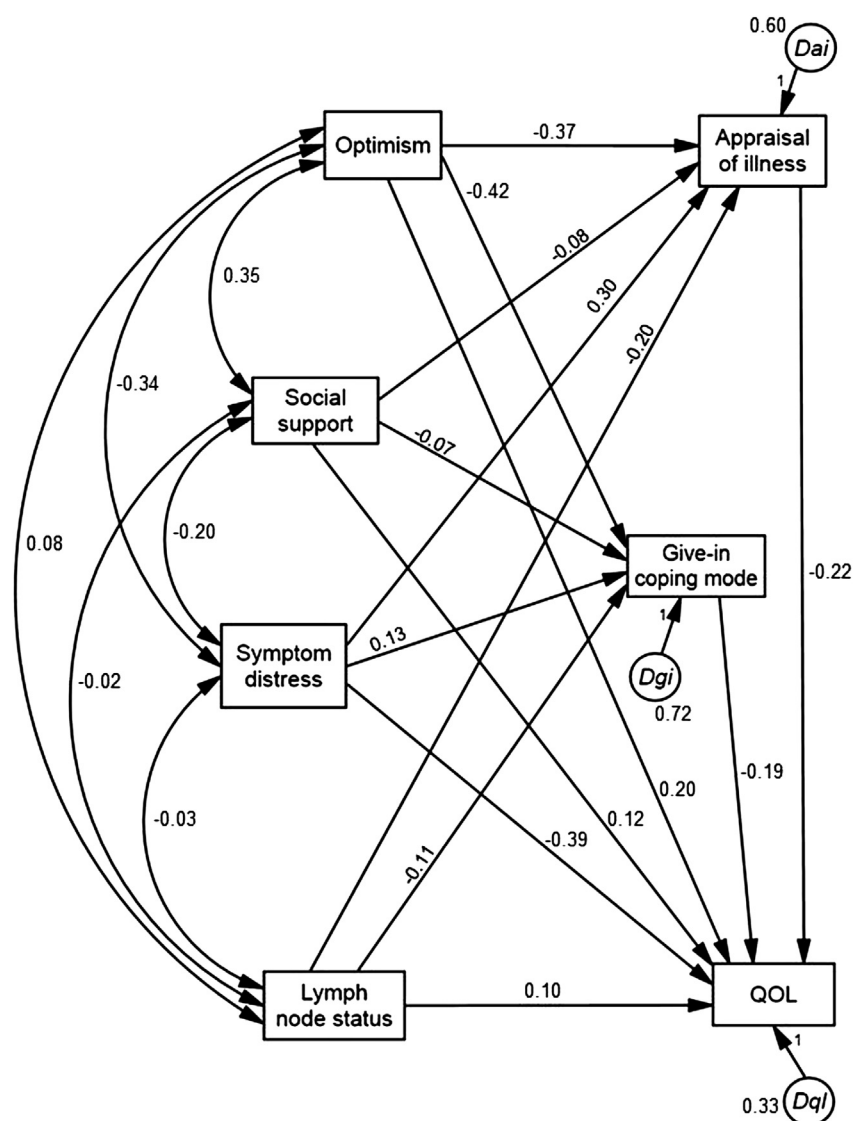 0.60
Dai
1
Optimism
-0.37
Appraisal
of illness
-0.42
-0.08
0.35
0.30
-0.20
-0.34
Social
support
-0.07
0.08
-0.20
Give-in
coping mode
-0.22
1
0.13
Symptom
distress
Dgi
-0.02
0.72
-0.19
0.20
-0.03
0.12
-0.39
-0.11
Lymph
node status
0.10
QOL
1
0.33
Dql